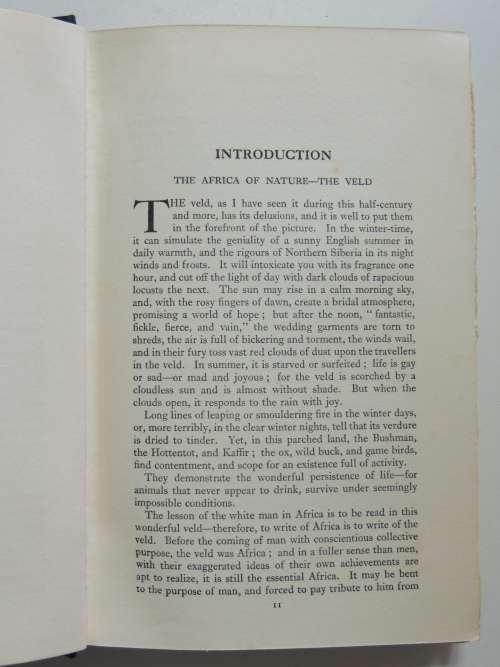 INTRODUCTION
THE AFRICA OF NATURE—THE VELD
THE veld, as I have seen it during this half-century
and more, has its delusions, and it is well to put them
in the forefront of the picture. In the winter-time,
it can simulate the geniality of a sunny English summer in
daily warmth, and the rigours of Northern Siberia in its night
winds and frosts. It will intoxicate you with its fragrance one
hour, and cut off the light of day with dark clouds of rapacious
locusts the next. The sun may rise in a calm morning sky,
and, with the rosy fingers of dawn, create a bridal atmosphere,
promising a world of hope; but after the noon, "fantastic,
fickle, fierce, and vain," the wedding garments are torn to
shreds, the air is full of bickering and torment, the winds wail,
and in their fury toss vast red clouds of dust upon the travellers
in the veld. In summer, it is starved or surfeited; life is gay
or sad—or mad and joyous; for the veld is scorched by a
cloudless sun and is almost without shade. But when the
clouds open, it responds to the rain with joy.
Long lines of leaping or smouldering fire in the winter days,
or, more terribly, in the clear winter nights, tell that its verdure
is dried to tinder. Yet, in this parched land, the Bushman,
the Hottentot, and Kaffir; the ox, wild buck, and game birds,
find contentment, and scope for an existence full of activity.
They demonstrate the wonderful persistence of life—for
animals that never appear to drink, survive under seemingly
impossible conditions.
The lesson of the white man in Africa is to be read in this
wonderful veld—therefore, to write of Africa is to write of the
veld. Before the coming of man with conscientious collective
purpose, the veld was Africa; and in a fuller sense than men,
with their exaggerated ideas of their own achievements are
apt to realize, it is still the essential Africa. It may be bent
to the purpose of man, and forced to pay tribute to him from
11